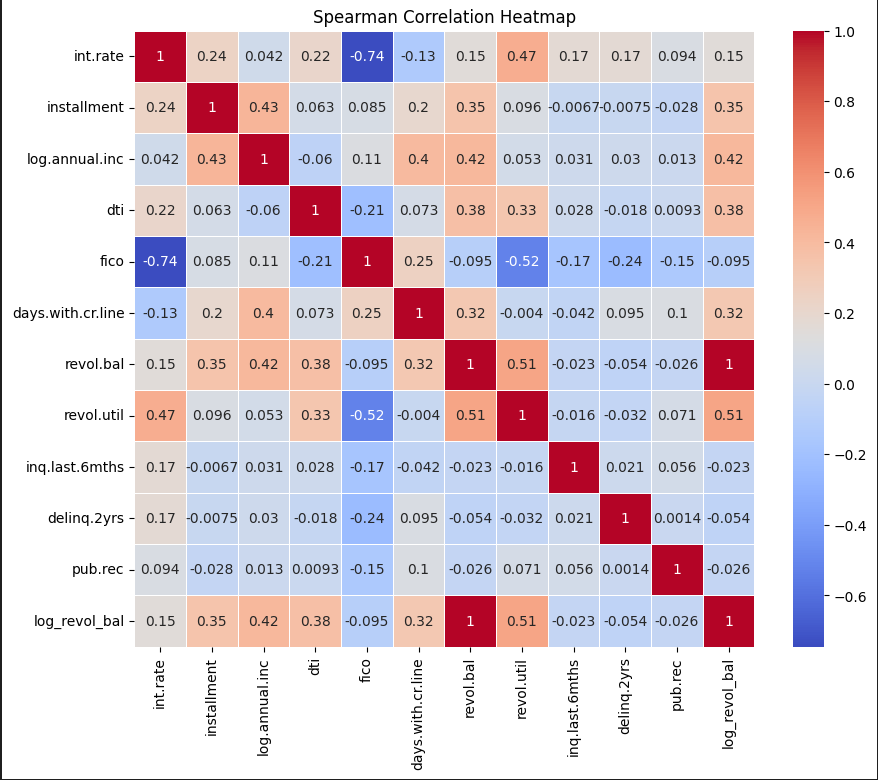 Spearman Correlation Heatmap
int.rate 1 0.24 0.042 0.22 -0.74 -0.13 0.15 0.47 0.17 0.17 0.094 0.15
installment 0.24 1 0.43 0.063 0.085 0.2 0.35 0.096 -0.0067 -0.0075 -0.028 0.35
log.annual.inc 0.042 0.43 1 -0.06 0.11 0.4 0.42 0.053 0.031 0.03 0.013 0.42
dti 0.22 0.063 -0.06 1 -0.21 0.073 0.38 0.33 0.028 -0.018 0.0093 0.38
fico -0.74 0.085 0.11 -0.21 1 0.25 -0.095 -0.52 -0.17 -0.24 -0.15 -0.095
days.with.cr.line -0.13 0.2 0.4 0.073 0.25 1 0.32 -0.004 -0.042 0.095 0.1 0.32
revol.bal 0.15 0.35 0.42 0.38 -0.095 0.32 1 0.51 -0.023 -0.054 -0.026 1
revol.util 0.47 0.096 0.053 0.33 -0.52 -0.004 0.51 1 -0.016 -0.032 0.071 0.51
inq.last.6mths 0.17 -0.0067 0.031 0.028 -0.17 -0.042 -0.023 -0.016 1 0.021 0.056 -0.023
delinq.2yrs 0.17 -0.0075 0.03 -0.018 -0.24 0.095 -0.054 -0.032 0.021 1 0.0014 -0.054
pub.rec 0.094 -0.028 0.013 0.0093 -0.15 0.1 -0.026 0.071 0.056 0.0014 1 -0.026
log_revol_bal 0.15 0.35 0.42 0.38 -0.095 0.32 1 0.51 -0.023 -0.054 -0.026 1
int.rate
installment
log.annual.inc
dti
fico
days.with.cr.line
revol.bal
revol.util
inq.last.6mths
delinq.2yrs
pub.rec
log_revol_bal
1.0
0.8
0.6
0.4
0.2
0.0
−0.2
−0.4
−0.6